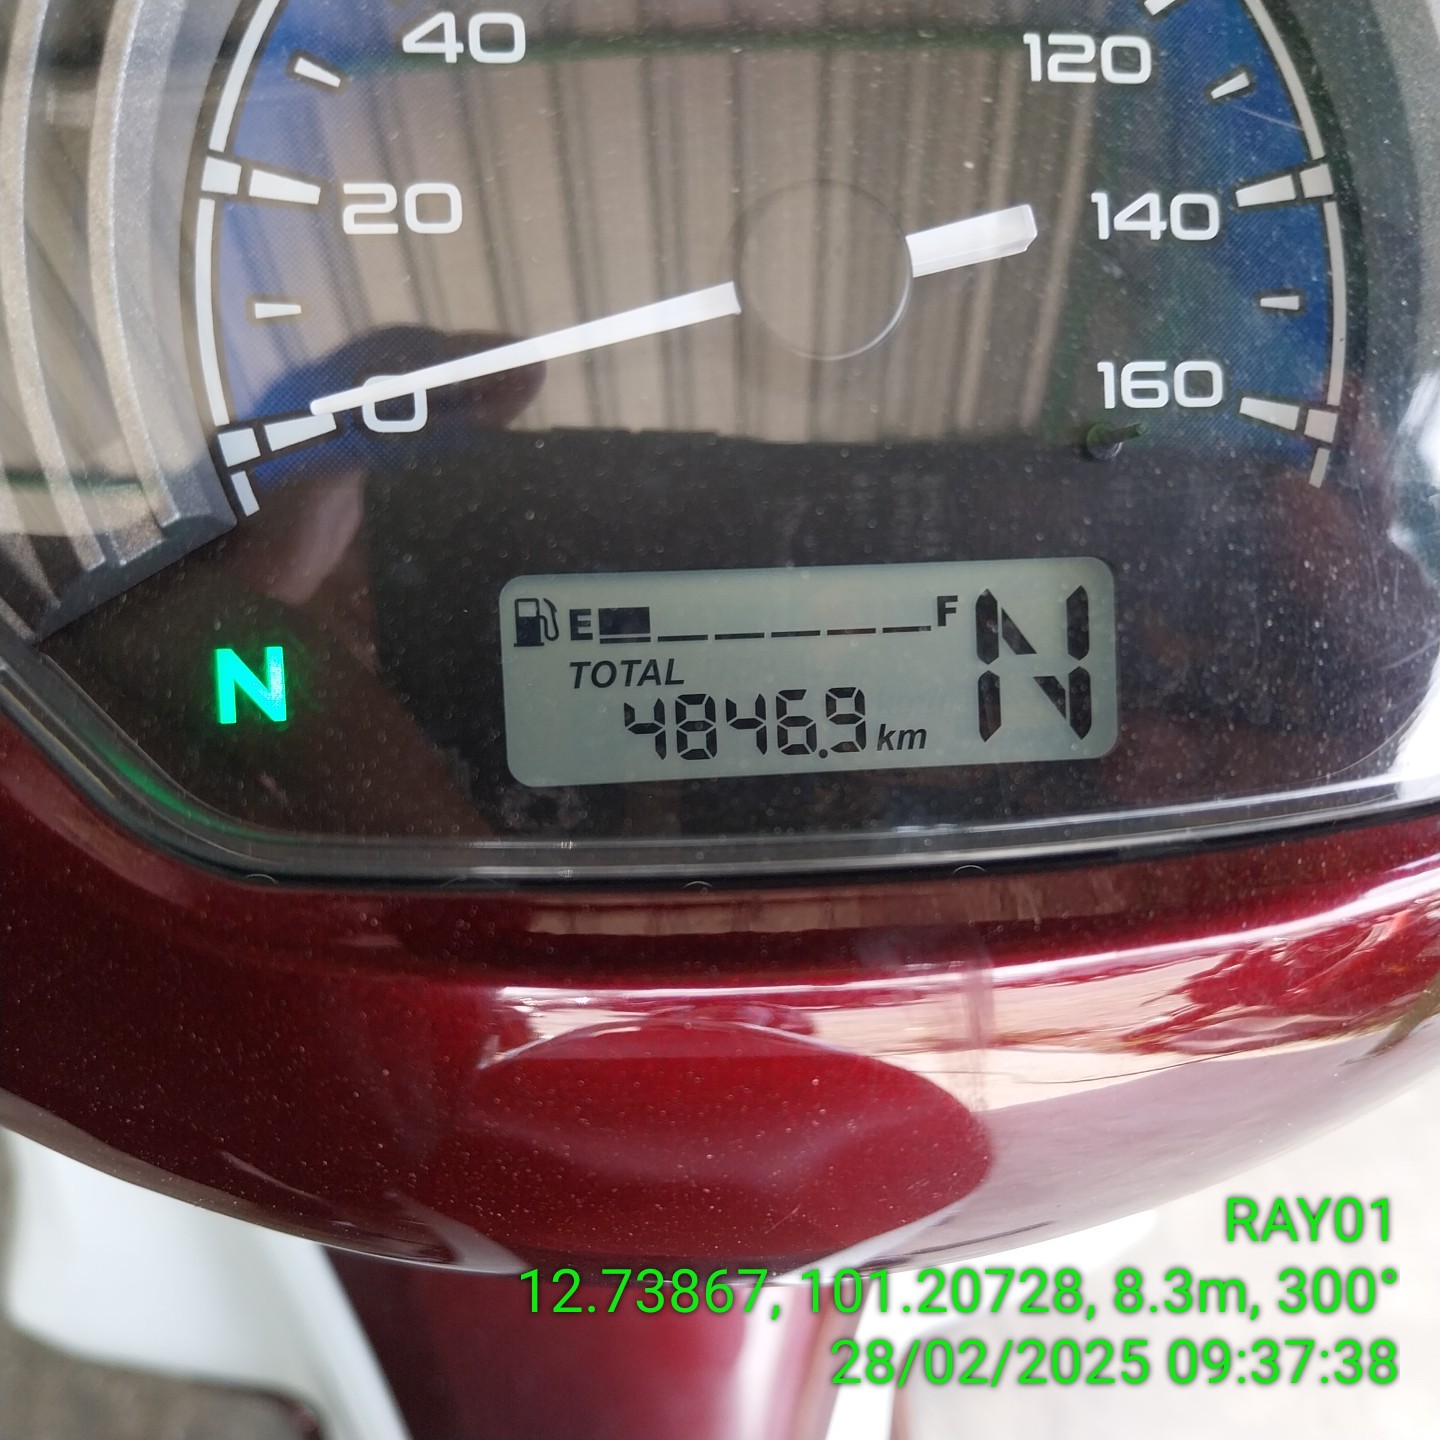 40
120
20
140
0
160
E F
N
TOTAL
N
4846.9 km
RAY01
12.73867, 101.20728, 8.3m, 300°
28/02/2025 09:37:38